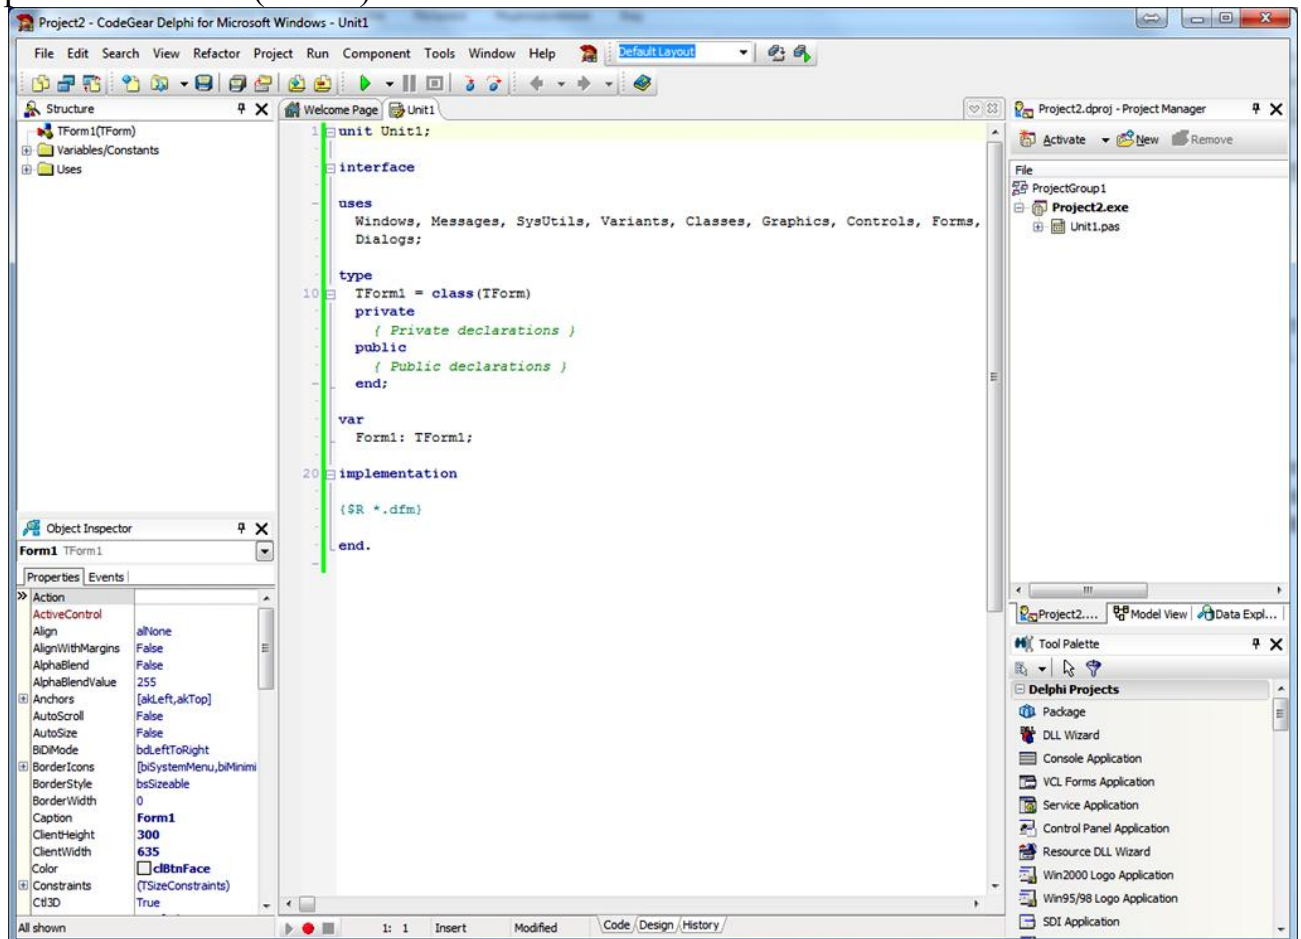 Project2 - CodeGear Delphi for Microsoft Windows - Unit1
File Edit Search View Refactor Project Run Component Tools Window Help Default Layout
Structure
TForm1(TForm)
Variables/Constants
Uses
Object Inspector
Form1 TForm1
Properties Events
Action
ActiveControl
Align alNone
AlignWithMargins False
AlphaBlend False
AlphaBlendValue 255
Anchors [akLeft,akTop]
AutoScroll False
AutoSize False
BiDiMode bdLeftToRight
BorderIcons [biSystemMenu,biMinimi
BorderStyle bsSizeable
BorderWidth 0
Caption Form1
ClientHeight 300
ClientWidth 635
Color clBtnFace
Constraints (TSizeConstraints)
Ctl3D True
All shown
Welcome Page Unit1
1 unit Unit1;
interface
uses
Windows, Messages, SysUtils, Variants, Classes, Graphics, Controls, Forms,
Dialogs;
type
10 TForm1 = class(TForm)
private
{ Private declarations }
public
{ Public declarations }
end;
var
Form1: TForm1;
20 implementation
{$R *.dfm}
end.
1: 1 Insert Modified Code Design History
Project2.dproj - Project Manager
Activate New Remove
File
ProjectGroup1
Project2.exe
Unit1.pas
Project2.... Model View Data Expl...
Tool Palette
Delphi Projects
Package
DLL Wizard
Console Application
VCL Forms Application
Service Application
Control Panel Application
Resource DLL Wizard
Win2000 Logo Application
Win95/98 Logo Application
SDI Application